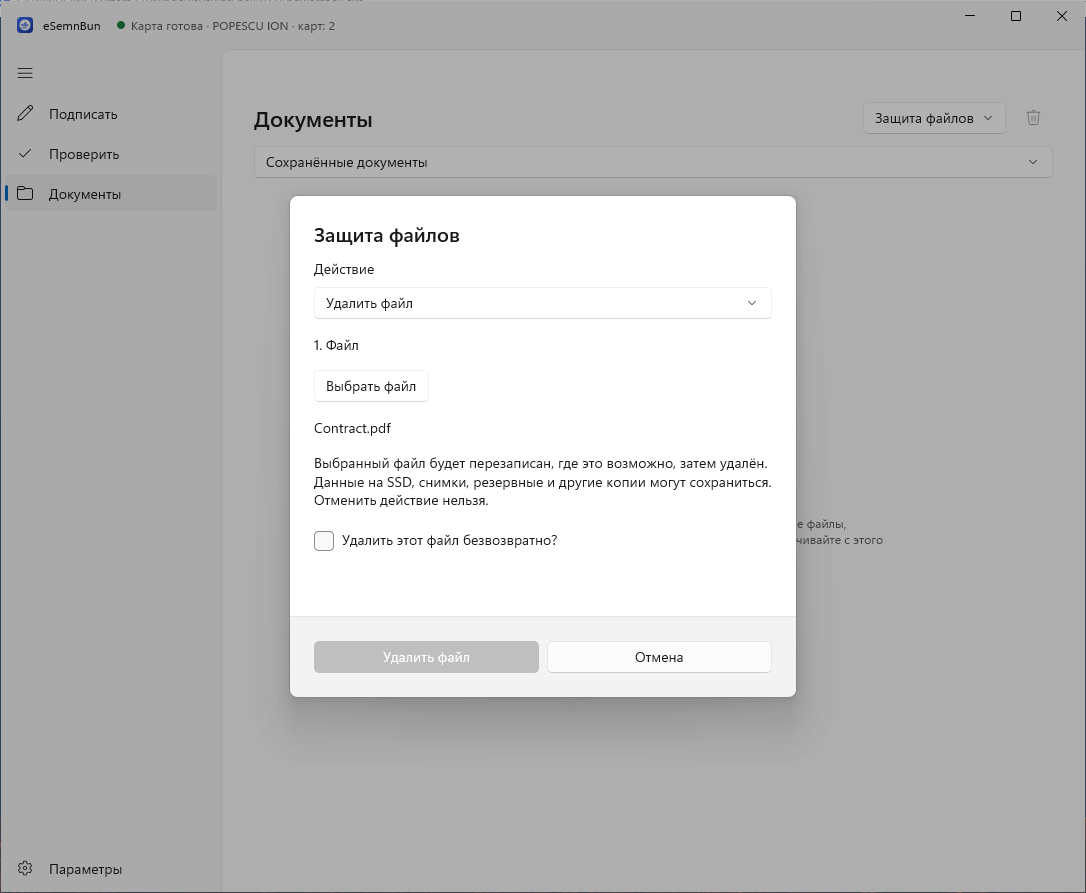 eSemnBun
Карта готова · POPESCU ION · карт: 2
Подписать
Проверить
Документы
Документы
Защита файлов
Сохранённые документы
Защита файлов
Действие
Удалить файл
1. Файл
Выбрать файл
Contract.pdf
Выбранный файл будет перезаписан, где это возможно, затем удалён.
Данные на SSD, снимки, резервные и другие копии могут сохраниться.
Отменить действие нельзя.
файлы,
с этого
Удалить этот файл безвозвратно?
Удалить файл
Отмена
Параметры